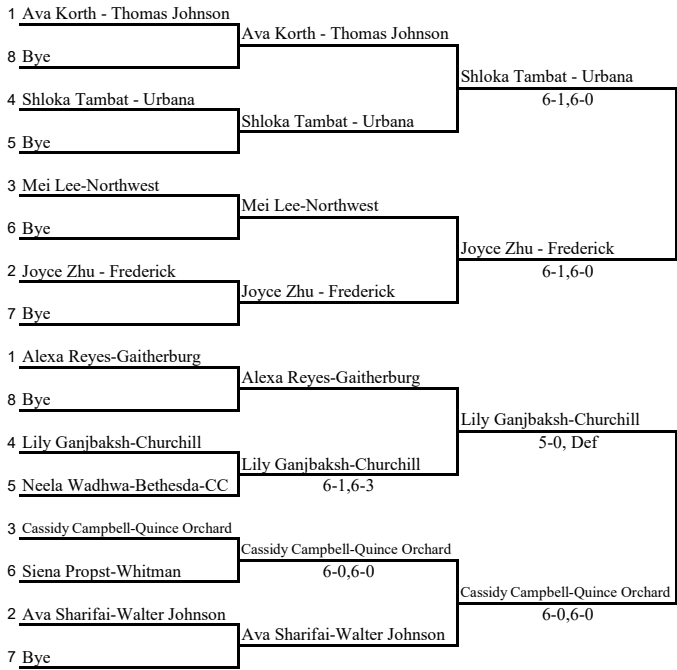 1 Ava Korth - Thomas Johnson
Ava Korth - Thomas Johnson
8 Bye
Shloka Tambat - Urbana
6-1,6-0
4 Shloka Tambat - Urbana
Shloka Tambat - Urbana
5 Bye
3 Mei Lee-Northwest
Mei Lee-Northwest
6 Bye
Joyce Zhu - Frederick
6-1,6-0
2 Joyce Zhu - Frederick
Joyce Zhu - Frederick
7 Bye
1 Alexa Reyes-Gaitherburg
Alexa Reyes-Gaitherburg
8 Bye
Lily Ganjbaksh-Churchill
5-0, Def
4 Lily Ganjbaksh-Churchill
Lily Ganjbaksh-Churchill
6-1,6-3
5 Neela Wadhwa-Bethesda-CC
3 Cassidy Campbell-Quince Orchard
Cassidy Campbell-Quince Orchard
6-0,6-0
6 Siena Propst-Whitman
Cassidy Campbell-Quince Orchard
6-0,6-0
2 Ava Sharifai-Walter Johnson
Ava Sharifai-Walter Johnson
7 Bye